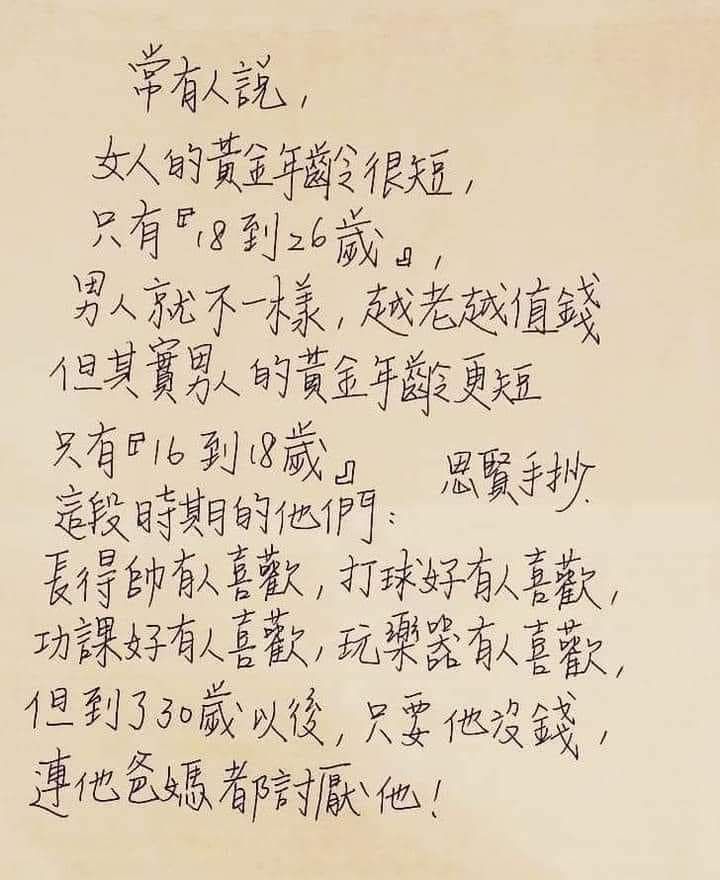 常有人說,
女人的黃金年齡很短,
只有『18到26歲』,
男人就不一樣,越老越值錢
但其實男人的黃金年齡更短
只有『16到18歲』
思賢手抄
這段時期的他們:
長得帥有人喜歡,打球好有人喜歡,
功課好有人喜歡,玩樂器有人喜歡,
但到了30歲以後,只要他沒錢,
連他爸媽都討厭他!